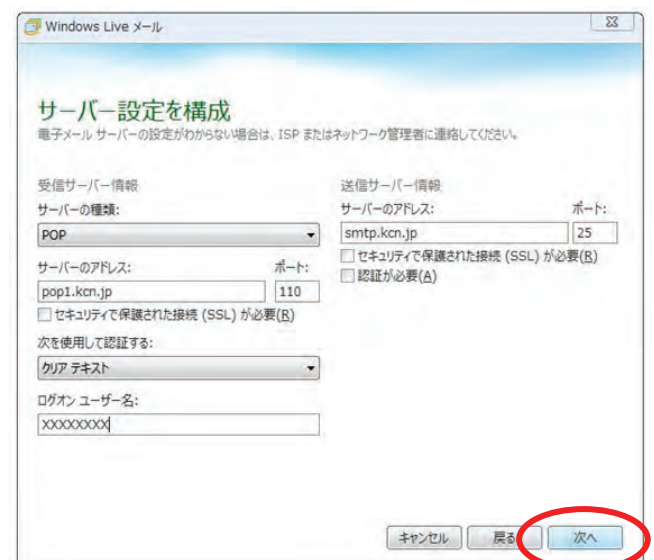 Windows Live メール
サーバー設定を構成
電子メール サーバーの設定がわからない場合は、ISP またはネットワーク管理者に連絡してください。
受信サーバー情報
サーバーの種類:
POP
サーバーのアドレス:
ポート:
pop1.kcn.jp
110
セキュリティで保護された接続 (SSL) が必要(R)
次を使用して認証する:
クリア テキスト
ログオン ユーザー名:
XXXXXXXX
送信サーバー情報
サーバーのアドレス:
ポート:
smtp.kcn.jp
25
セキュリティで保護された接続 (SSL) が必要(R)
認証が必要(A)
キャンセル
戻る
次へ